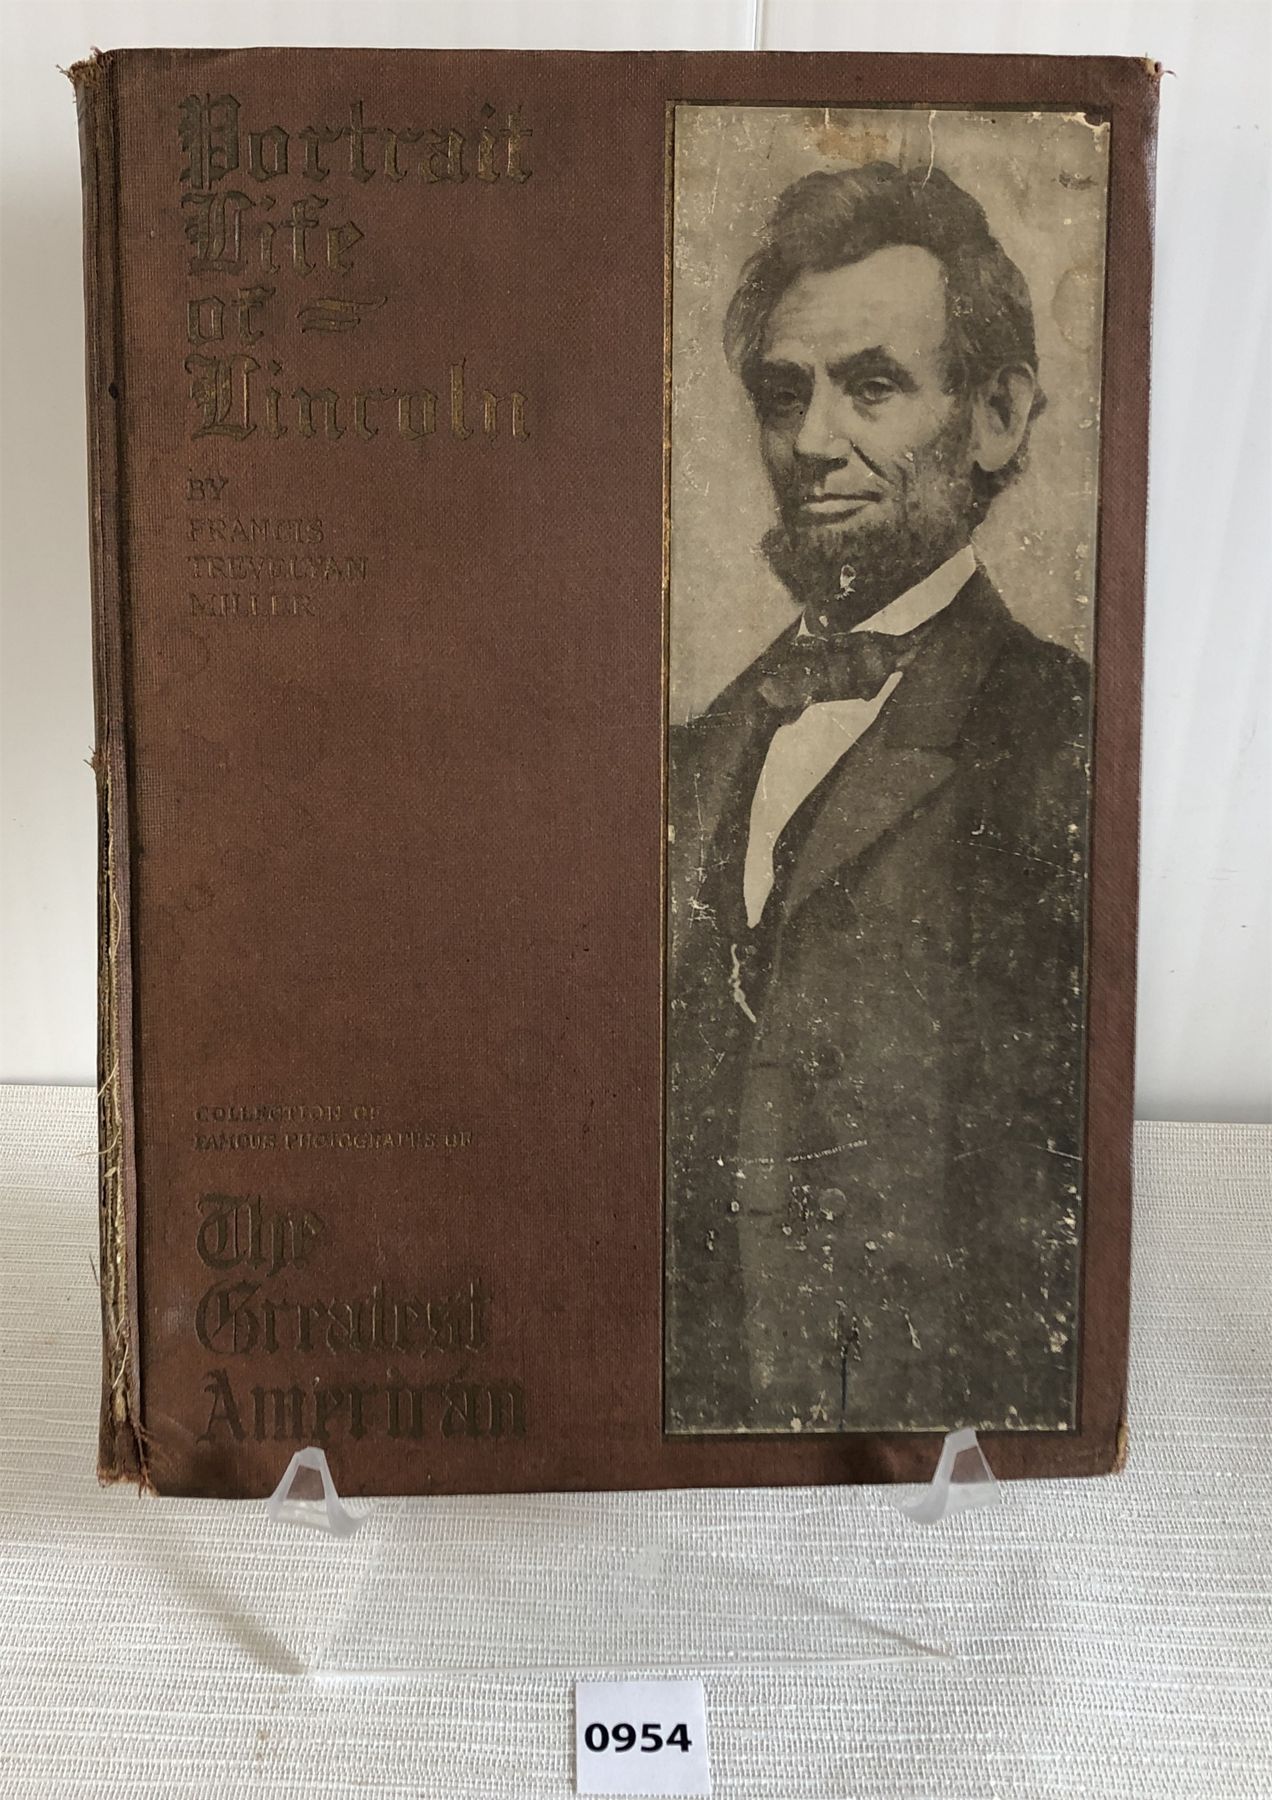 Portrait
Life
of
Lincoln
BY
FRANCIS
TREVELYAN
MILLER
COLLECTION OF
FAMOUS PHOTOGRAPHS OF
The
Greatest
American
0954